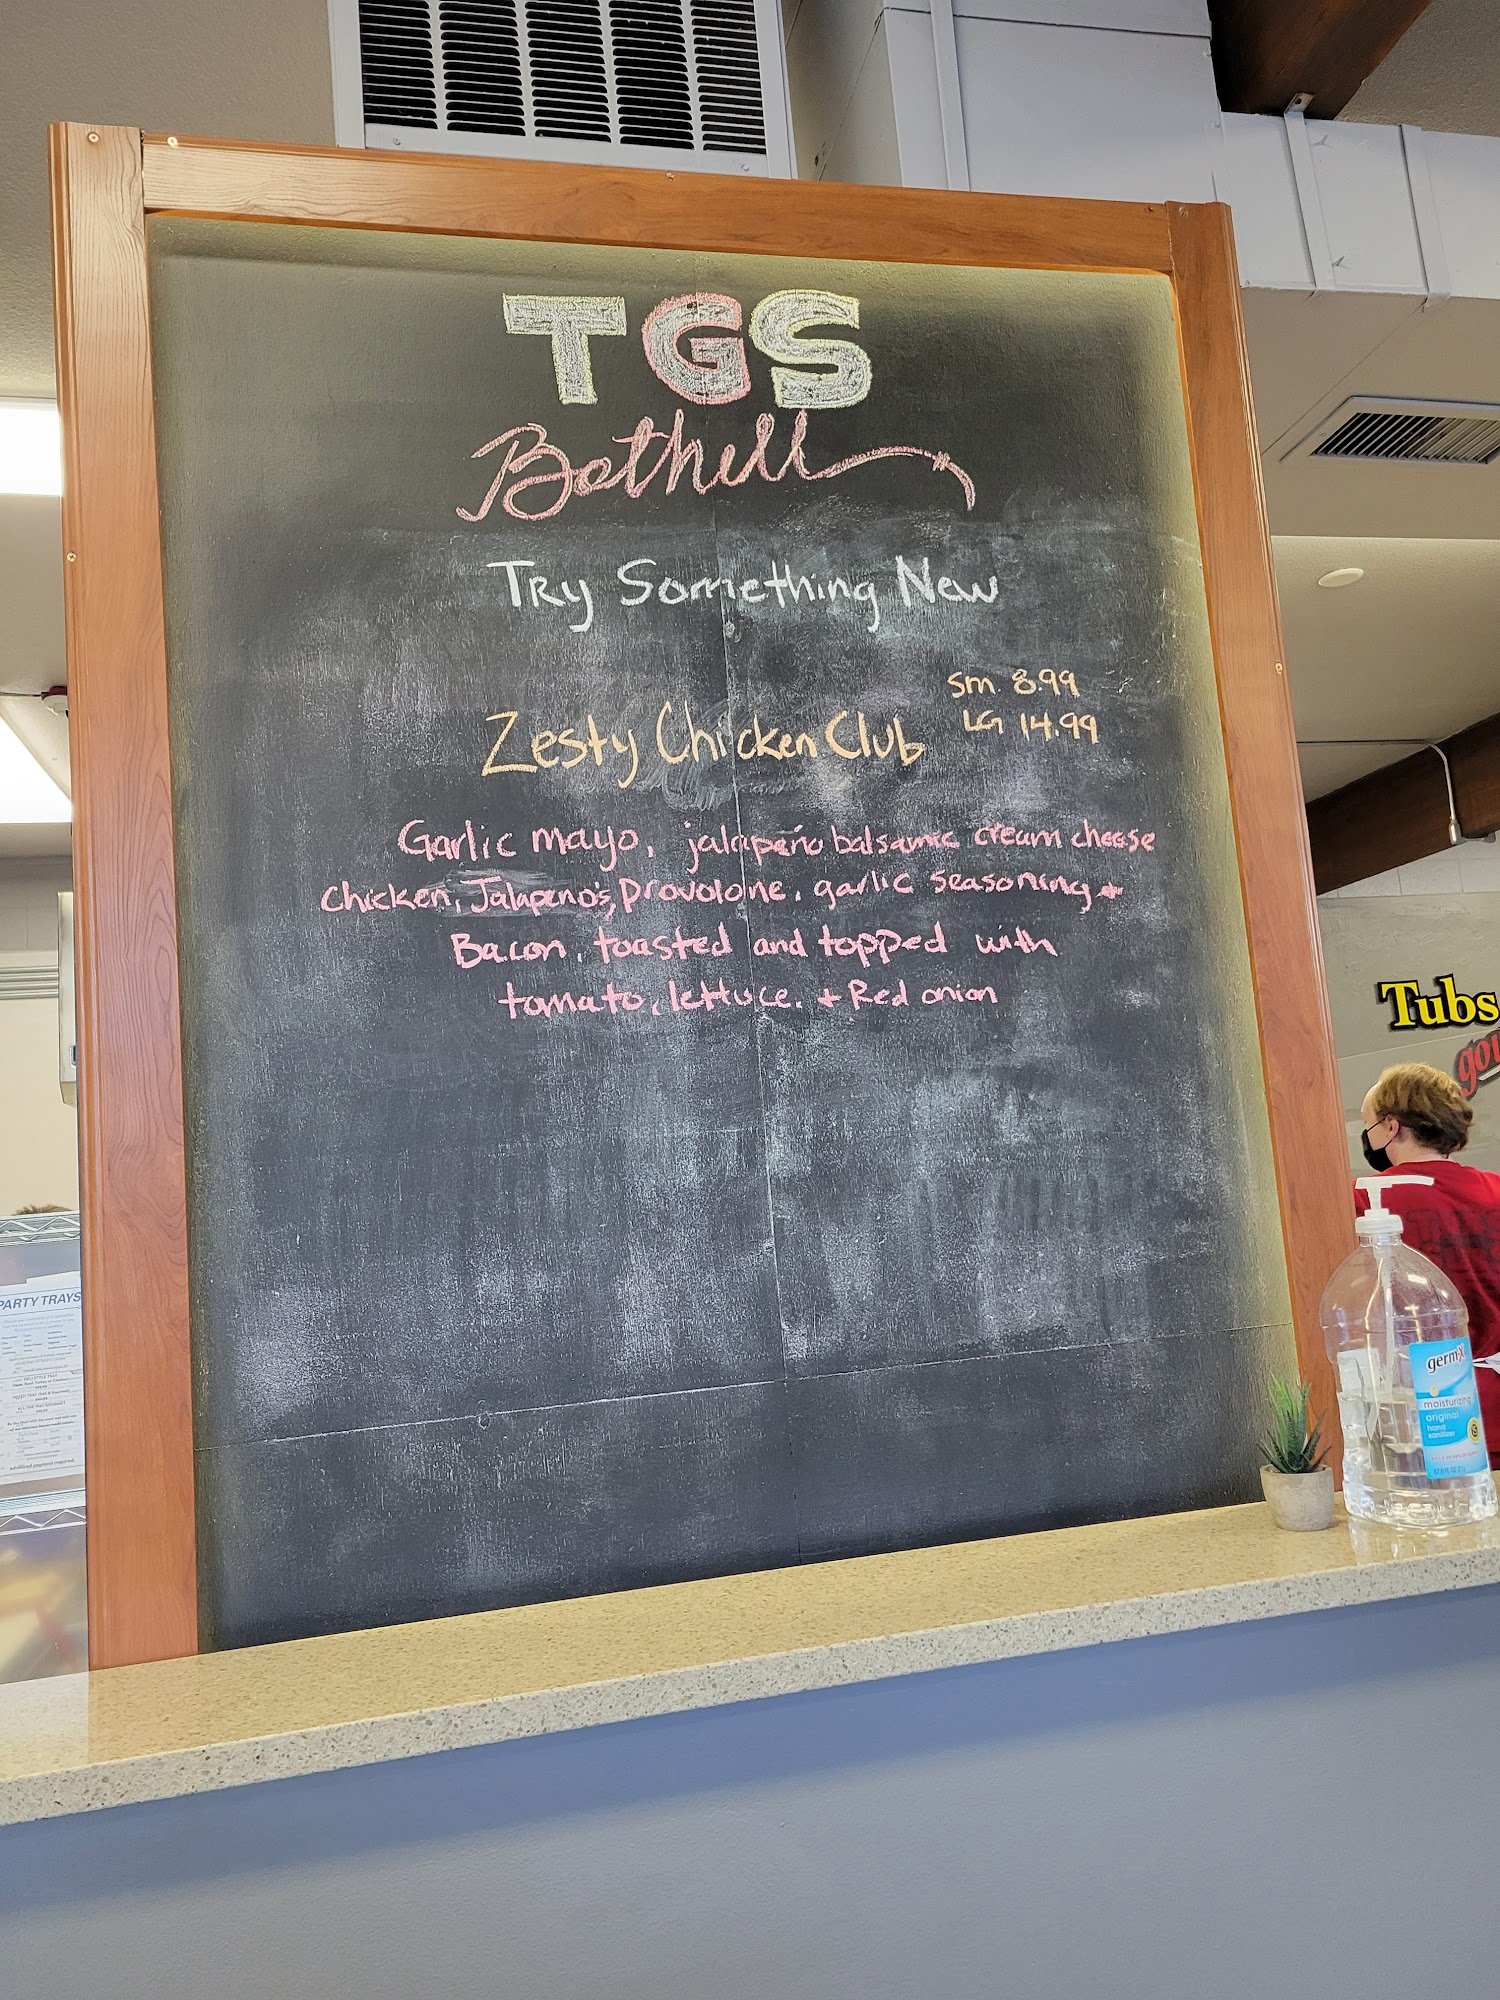 TGS
Bothell
Try Something New
Sm. 8.99
LG 14.99
Zesty Chicken Club
Garlic mayo, jalapeño balsamic cream cheese
Chicken, Jalapeno's, provolone, garlic seasoning +
Bacon, toasted and topped with
tomato, lettuce, + Red onion
Tubs
PARTY TRAYS
germ-X
moisturizing
original
hand
sanitizer